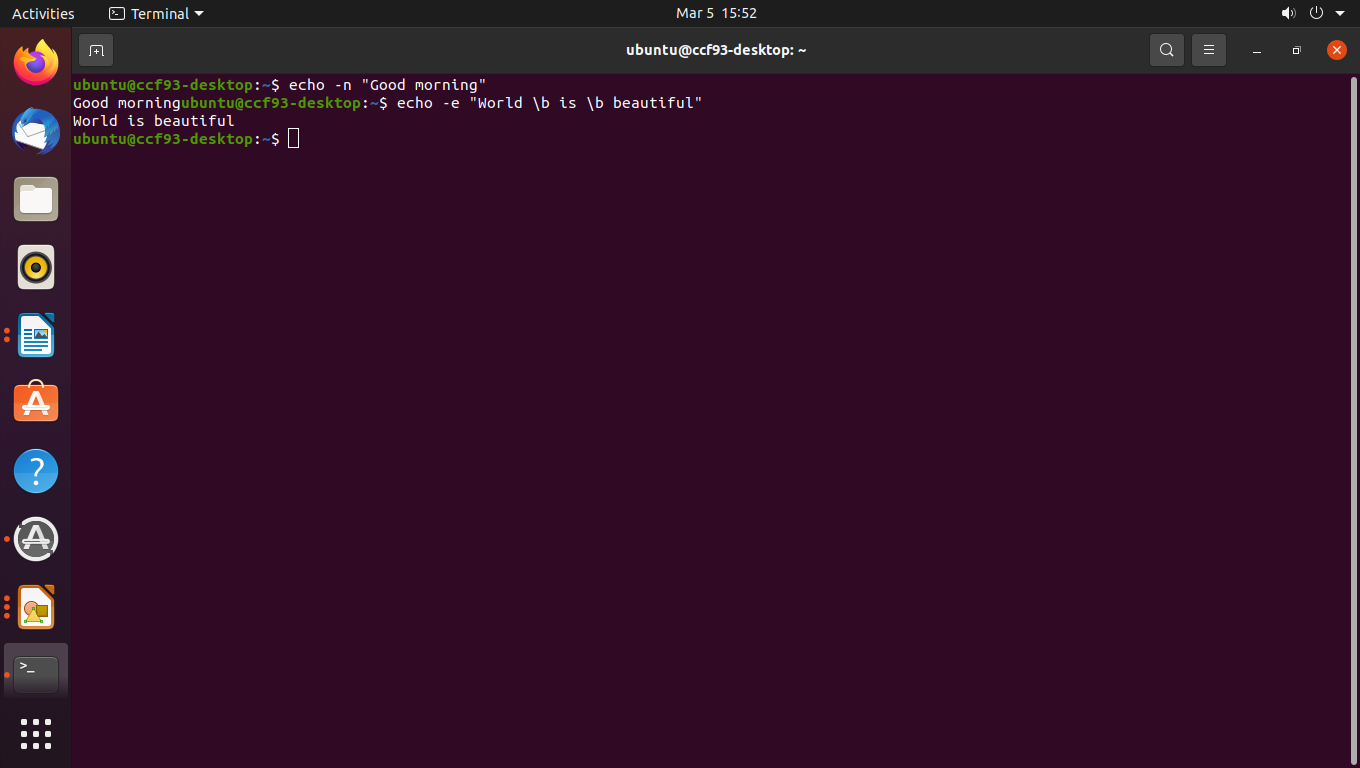 Activities Terminal Mar 5 15:52
ubuntu@ccf93-desktop: ~
ubuntu@ccf93-desktop:~$ echo -n "Good morning"
Good morningubuntu@ccf93-desktop:~$ echo -e "World \b is \b beautiful"
World is beautiful
ubuntu@ccf93-desktop:~$